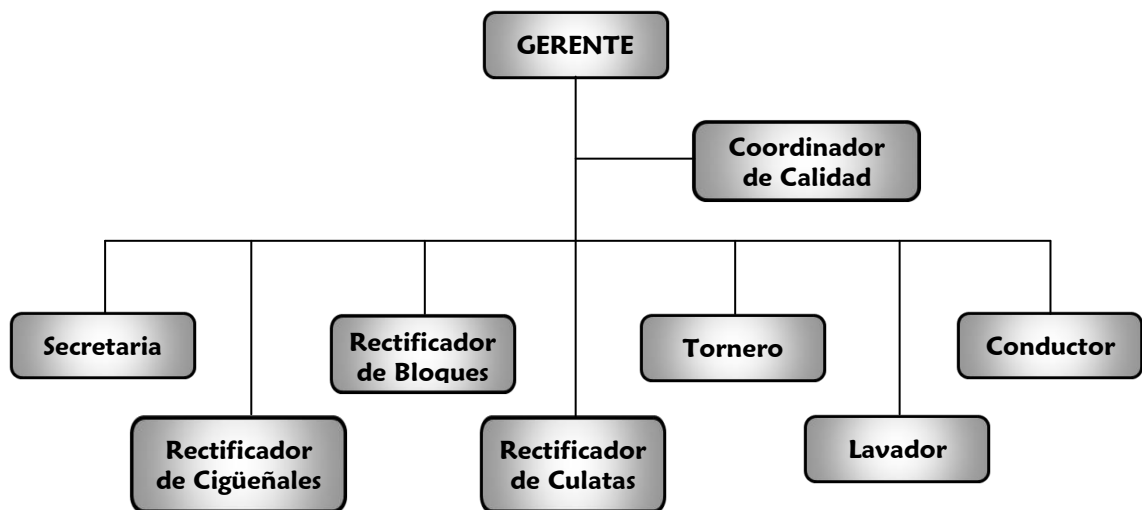 GERENTE
Coordinador
de Calidad
Secretaria
Rectificador
de Bloques
Tornero
Conductor
Rectificador
de Cigüeñales
Rectificador
de Culatas
Lavador